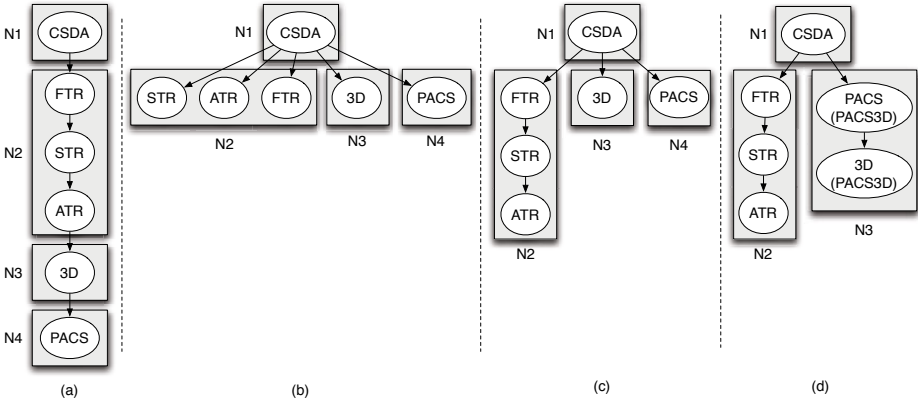 N1
CSDA
FTR
N2
STR
ATR
N3
3D
N4
PACS
(a)
N1
CSDA
STR
ATR
FTR
3D
PACS
N2
N3
N4
(b)
N1
CSDA
FTR
3D
PACS
N3
N4
STR
ATR
N2
(c)
N1
CSDA
FTR
PACS
(PACS3D)
STR
3D
(PACS3D)
ATR
N2
N3
(d)